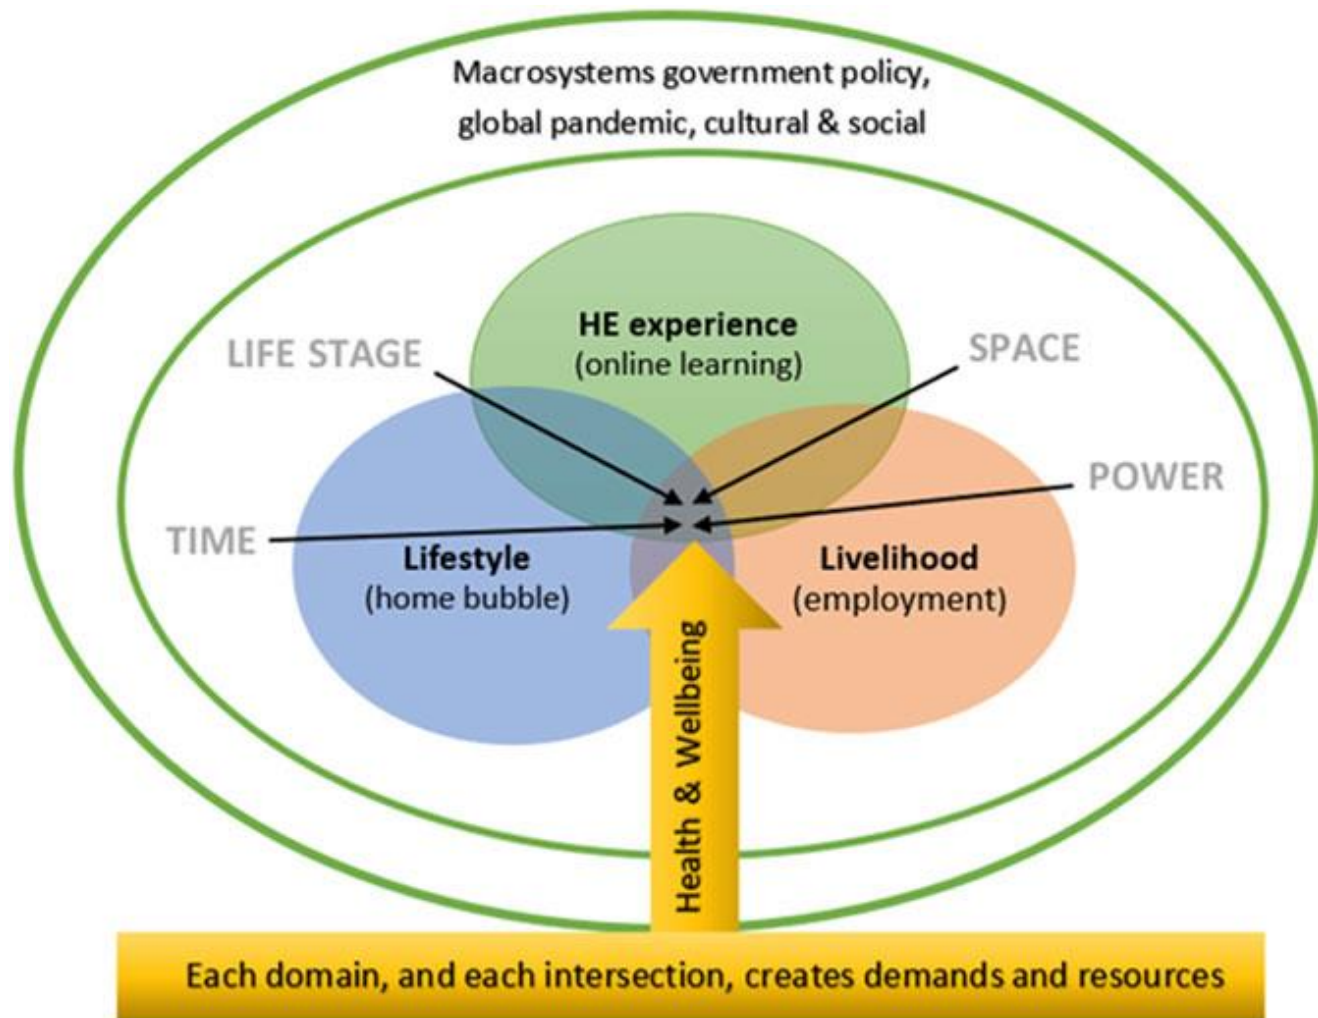 Macrosystems government policy,
global pandemic, cultural & social
HE experience
(online learning)
LIFE STAGE
SPACE
POWER
TIME
Lifestyle
(home bubble)
Livelihood
(employment)
Health & Wellbeing
Each domain, and each intersection, creates demands and resources